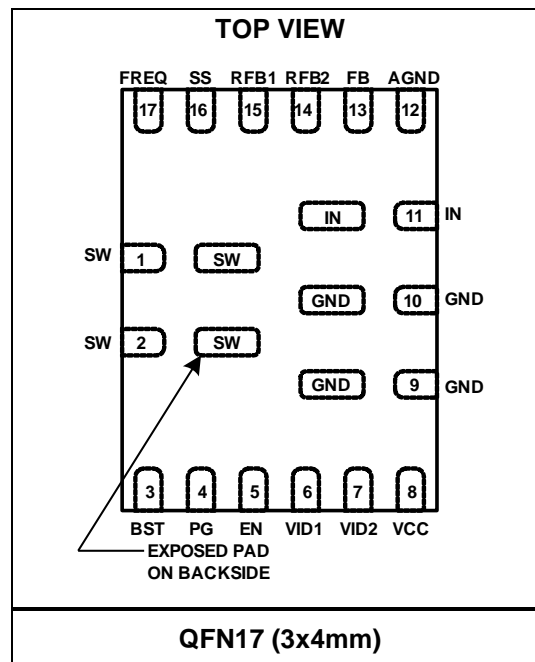 TOP VIEW
FREQ SS RFB1 RFB2 FB AGND
17 16 15 14 13 12
IN 11 IN
SW 1 SW
GND 10 GND
SW 2 SW
GND 9 GND
3 4 5 6 7 8
BST PG EN VID1 VID2 VCC
EXPOSED PAD
ON BACKSIDE
QFN17 (3x4mm)